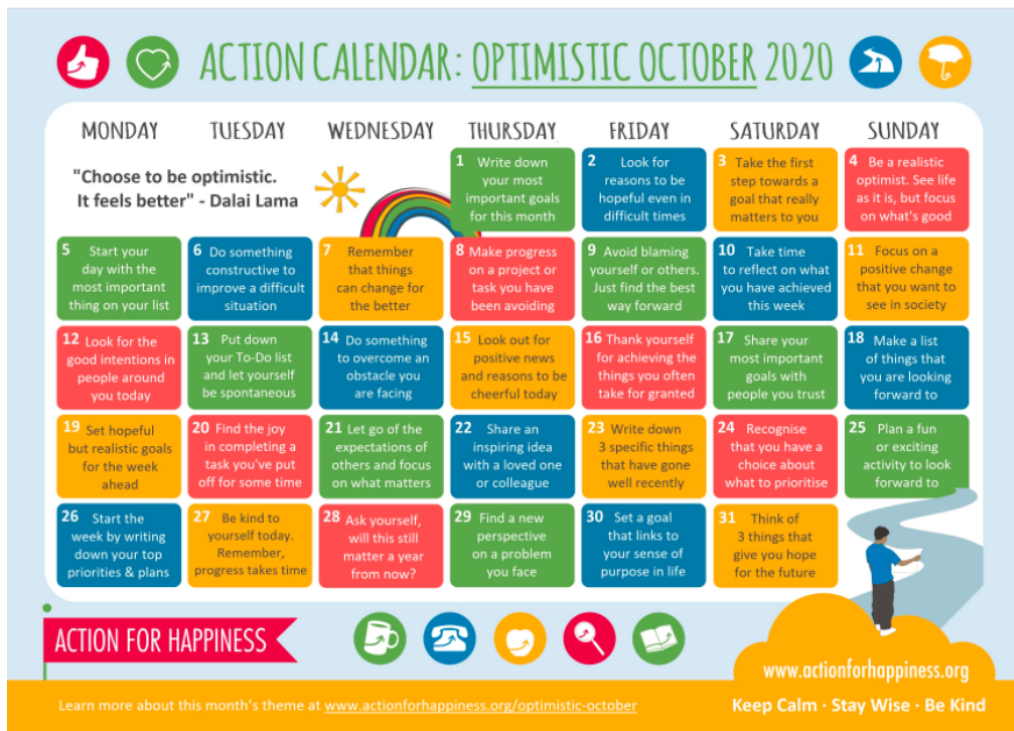 ACTION CALENDAR: OPTIMISTIC OCTOBER 2020
MONDAY TUESDAY WEDNESDAY THURSDAY FRIDAY SATURDAY SUNDAY
"Choose to be optimistic.
It feels better" - Dalai Lama
1 Write down
your most
important goals
for this month
2 Look for
reasons to be
hopeful even in
difficult times
3 Take the first
step towards a
goal that really
matters to you
4 Be a realistic
optimist. See life
as it is, but focus
on what's good
5 Start your
day with the
most important
thing on your list
6 Do something
constructive to
improve a difficult
situation
7 Remember
that things
can change for
the better
8 Make progress
on a project or
task you have
been avoiding
9 Avoid blaming
yourself or others.
Just find the best
way forward
10 Take time
to reflect on what
you have achieved
this week
11 Focus on a
positive change
that you want to
see in society
12 Look for the
good intentions in
people around
you today
13 Put down
your To-Do list
and let yourself
be spontaneous
14 Do something
to overcome an
obstacle you
are facing
15 Look out for
positive news
and reasons to be
cheerful today
16 Thank yourself
for achieving the
things you often
take for granted
17 Share your
most important
goals with
people you trust
18 Make a list
of things that
you are looking
forward to
19 Set hopeful
but realistic goals
for the week
ahead
20 Find the joy
in completing a
task you've put
off for some time
21 Let go of the
expectations of
others and focus
on what matters
22 Share an
inspiring idea
with a loved one
or colleague
23 Write down
3 specific things
that have gone
well recently
24 Recognise
that you have a
choice about
what to prioritise
25 Plan a fun
or exciting
activity to look
forward to
26 Start the
week by writing
down your top
priorities & plans
27 Be kind to
yourself today.
Remember,
progress takes time
28 Ask yourself,
will this still
matter a year
from now?
29 Find a new
perspective
on a problem
you face
30 Set a goal
that links to
your sense of
purpose in life
31 Think of
3 things that
give you hope
for the future
ACTION FOR HAPPINESS
www.actionforhappiness.org
Learn more about this month's theme at www.actionforhappiness.org/optimistic-october
Keep Calm · Stay Wise · Be Kind